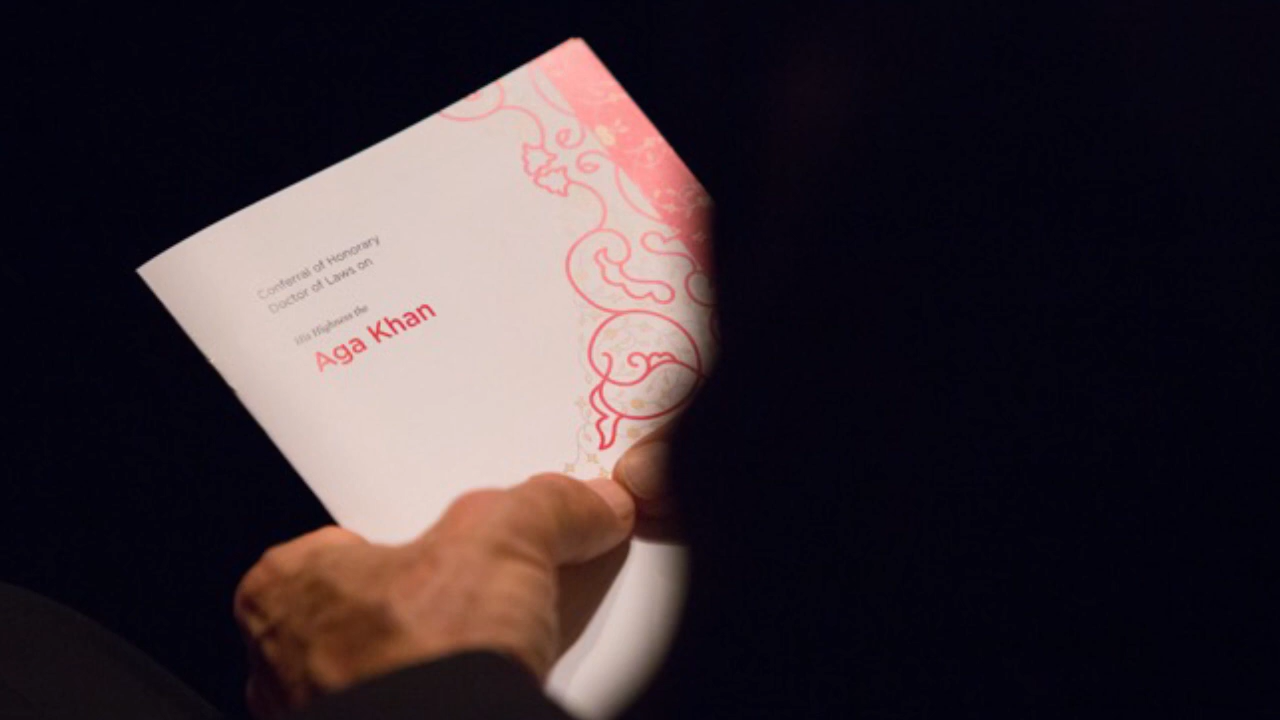 Conferral of Honorary
Doctor of Laws on
His Highness the
Aga Khan